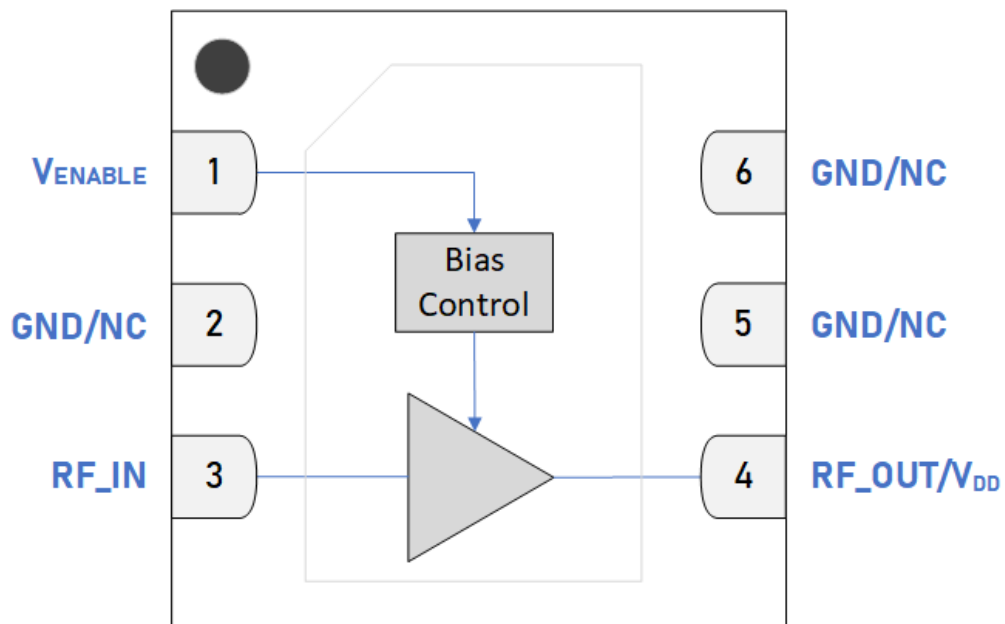 VENABLE
1
6
GND/NC
Bias
Control
GND/NC
2
5
GND/NC
RF_IN
3
4
RF_OUT/VDD